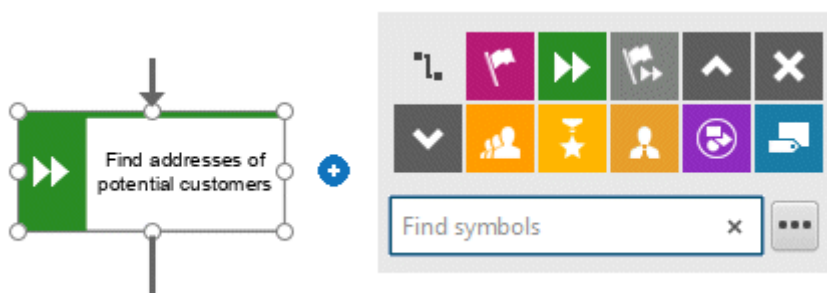 Find addresses of
potential customers
Find symbols